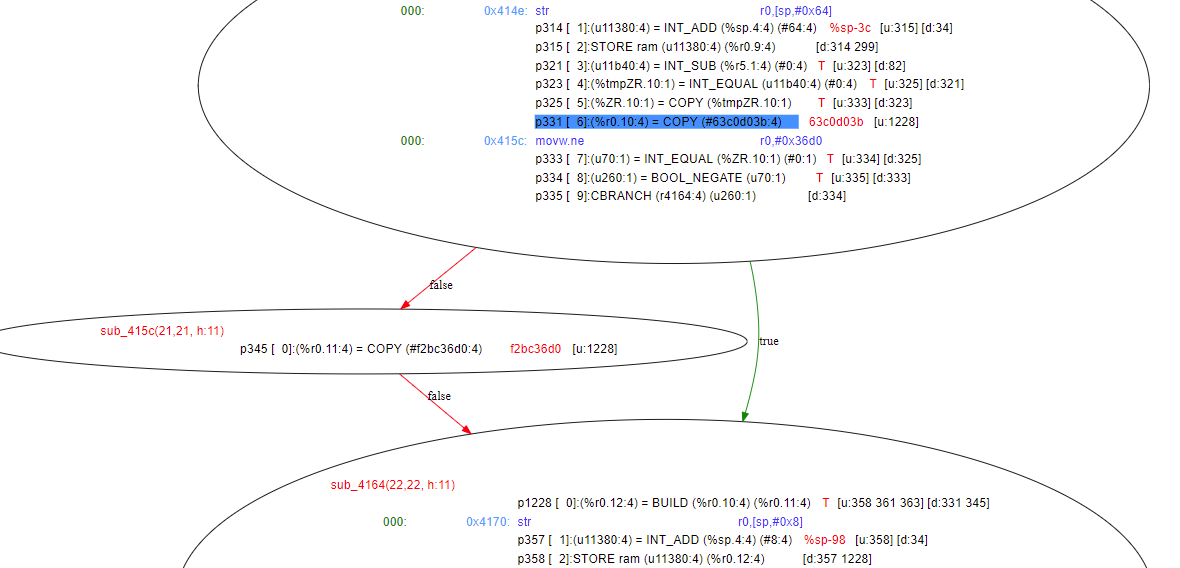 000: 0x414e: str r0,[sp,#0x64]
p314 [ 1]:(u11380:4) = INT_ADD (%sp.4:4) (#64:4) %sp-3c [u:315] [d:34]
p315 [ 2]:STORE ram (u11380:4) (%r0.9:4) [d:314 299]
p321 [ 3]:(u11b40:4) = INT_SUB (%r5.1:4) (#0:4) T [u:323] [d:82]
p323 [ 4]:(%tmpZR.10:1) = INT_EQUAL (u11b40:4) (#0:4) T [u:325] [d:321]
p325 [ 5]:(%ZR.10:1) = COPY (%tmpZR.10:1) T [u:333] [d:323]
p331 [ 6]:(%r0.10:4) = COPY (#63c0d03b:4) 63c0d03b [u:1228]
000: 0x415c: movw.ne r0,#0x36d0
p333 [ 7]:(u70:1) = INT_EQUAL (%ZR.10:1) (#0:1) T [u:334] [d:325]
p334 [ 8]:(u260:1) = BOOL_NEGATE (u70:1) T [u:335] [d:333]
p335 [ 9]:CBRANCH (r4164:4) (u260:1) [d:334]
false
sub_415c(21,21, h:11)
true
p345 [ 0]:(%r0.11:4) = COPY (#f2bc36d0:4) f2bc36d0 [u:1228]
false
sub_4164(22,22, h:11)
p1228 [ 0]:(%r0.12:4) = BUILD (%r0.10:4) (%r0.11:4) T [u:358 361 363] [d:331 345]
000: 0x4170: str r0,[sp,#0x8]
p357 [ 1]:(u11380:4) = INT_ADD (%sp.4:4) (#8:4) %sp-98 [u:358] [d:34]
p358 [ 2]:STORE ram (u11380:4) (%r0.12:4) [d:357 1228]